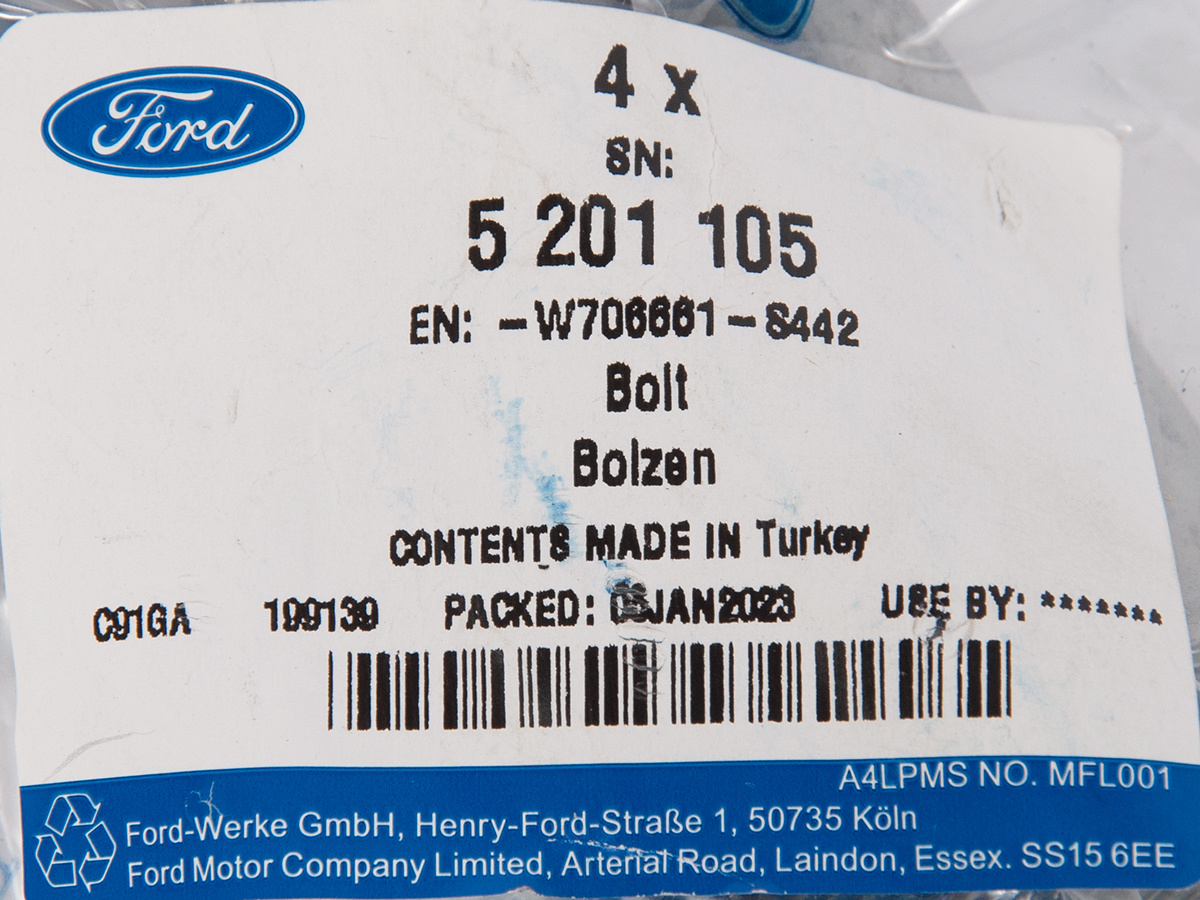 Ford
4 x
SN:
5 201 105
EN: -W706661-S442
Bolt
Bolzen
CONTENTS MADE IN Turkey
C91GA 199139 PACKED: USE BY: *******
A4LPMS NO. MFL001
Ford-Werke GmbH, Henry-Ford-Straße 1, 50735 Köln
Ford Motor Company Limited, Arterial Road, Laindon, Essex. SS15 6EE